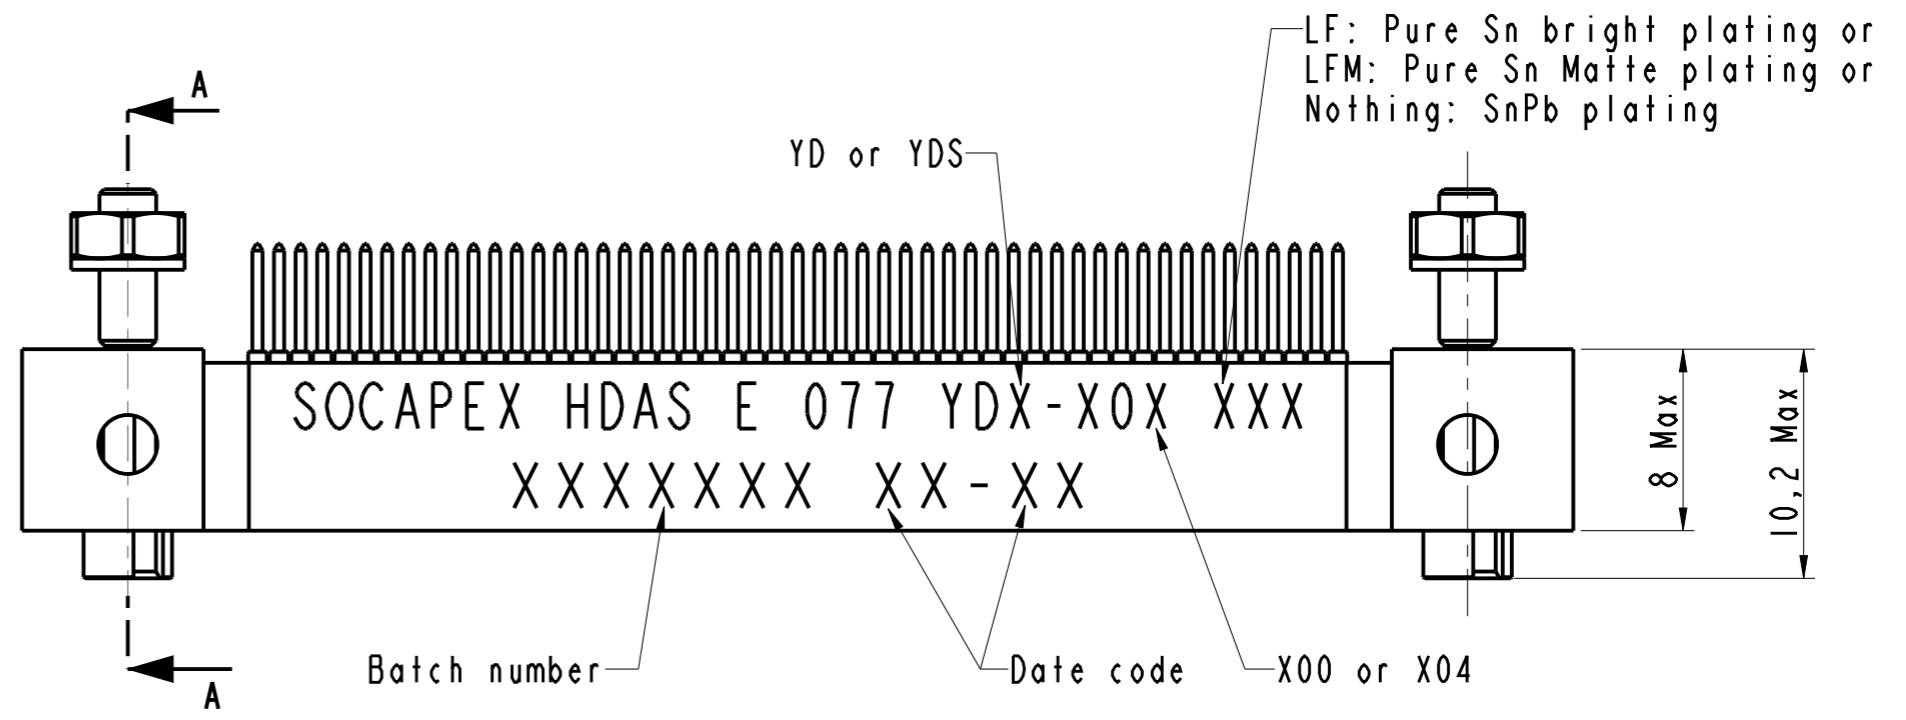 LF: Pure Sn bright plating or
LFM: Pure Sn Matte plating or
Nothing: SnPb plating
A
YD or YDS
SOCAPEX HDAS E 077 YDX-X0X XXX
XXXXXXX XX-XX
8 Max
10,2 Max
Batch number
Date code
X00 or X04
A